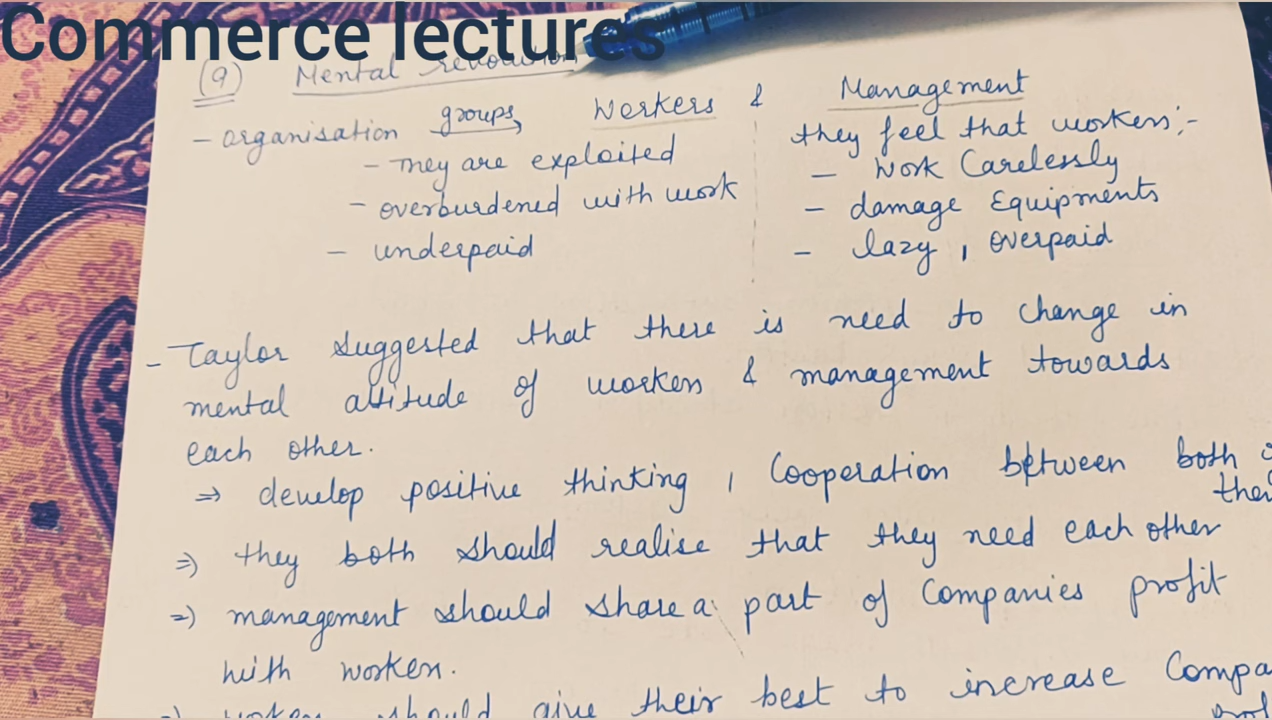 Commerce lectures
(9) Mental revolution
- organisation groups, Workers & Management
- They are exploited
- overburdened with work
- underpaid
they feel that workers :-
- Work Carelessly
- damage Equipments
- lazy , overpaid
- Taylor suggested that there is need to change in
mental attitude of workers & management towards
each other.
⇒ develop positive thinking , Cooperation between both
⇒ they both should realise that they need each other
⇒ management should share a part of Companies profit
with workers.
should give their best to increase